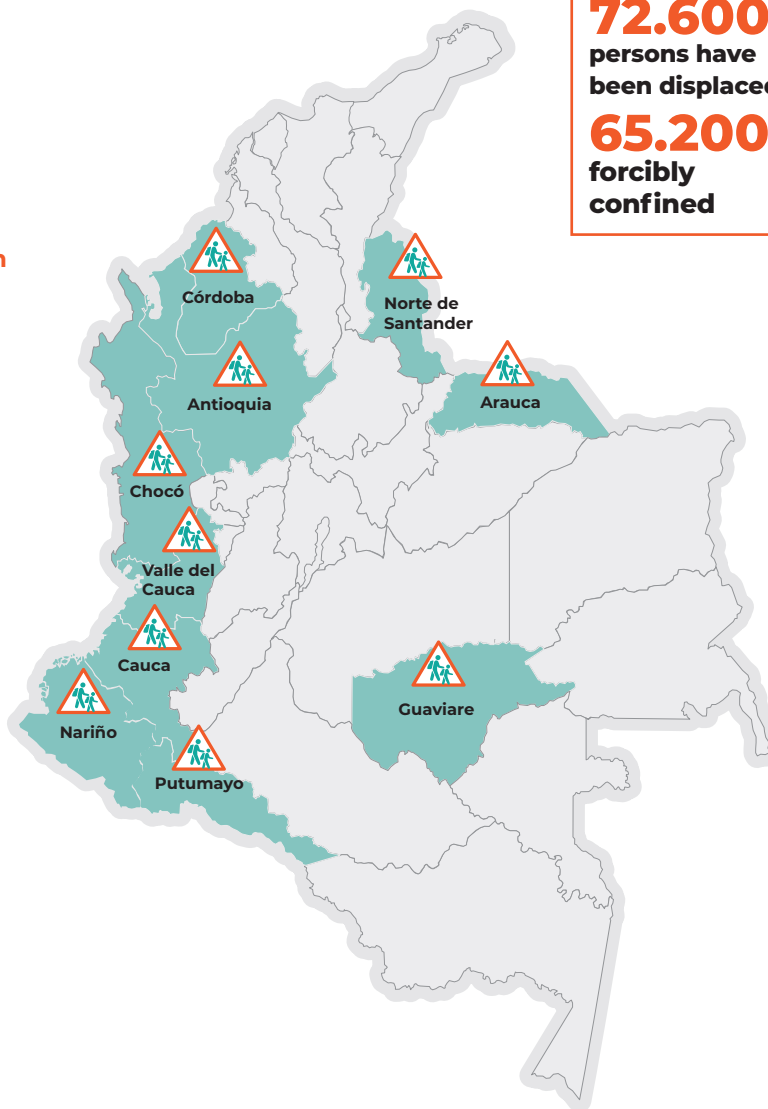 72.600
persons have
been displaced
65.200
forcibly
confined
Córdoba
Norte de
Santander
Antioquia
Arauca
Chocó
Valle del
Cauca
Cauca
Guaviare
Nariño
Putumayo